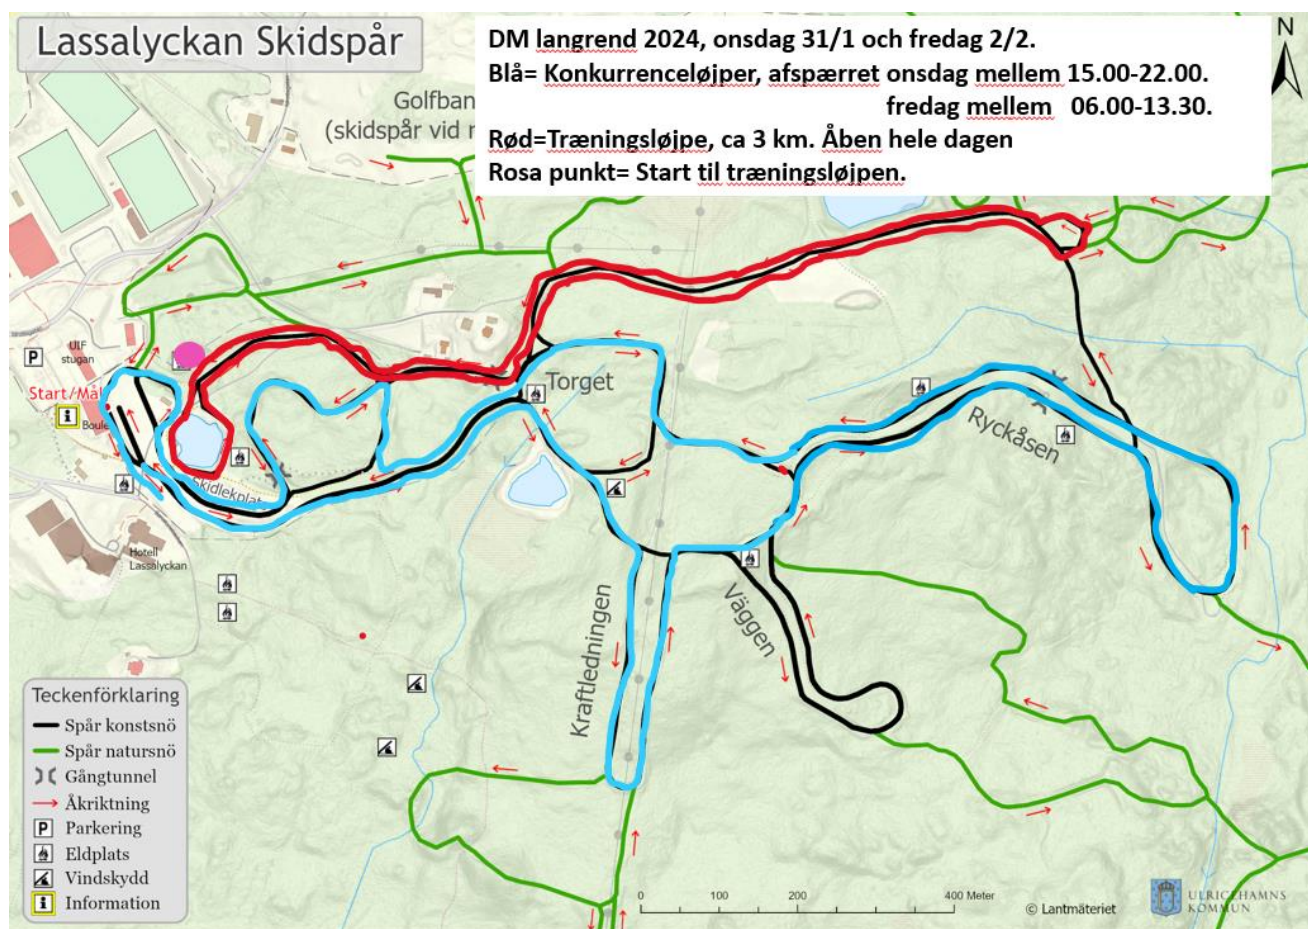 Lassalyckan Skidspår
DM langrend 2024, onsdag 31/1 och fredag 2/2.
Blå= Konkurrenceløjper, afspærret onsdag mellem 15.00-22.00.
fredag mellem 06.00-13.30.
Rød=Træningsløjpe, ca 3 km. Åben hele dagen
Rosa punkt= Start til træningsløjpen.
N
Golfban
(skidspår vid
P
UIF
stugan
Start/Mål
i
Boule
Torget
Ryckåsen
Skidlekplats
Hotell
Lassalyckan
Kraftledningen
Väggen
Teckenförklaring
Spår konstsnö
Spår natursnö
Gångtunnel
Åkriktning
P Parkering
Eldplats
Vindskydd
i Information
0 100 200 400 Meter
© Lantmäteriet
ULRICEHAMNS
KOMMUN